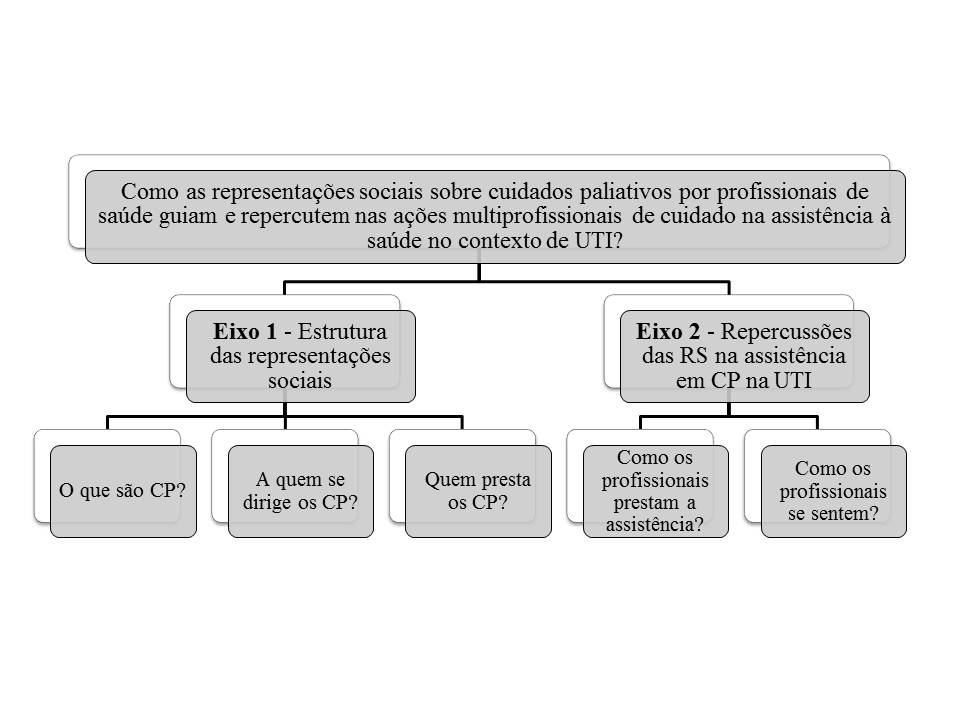 Como as representações sociais sobre cuidados paliativos por profissionais de
saúde guiam e repercutem nas ações multiprofissionais de cuidado na assistência à
saúde no contexto de UTI?
Eixo 1 - Estrutura
das representações
sociais
Eixo 2 - Repercussões
das RS na assistência
em CP na UTI
O que são CP?
A quem se
dirige os CP?
Quem presta
os CP?
Como os
profissionais
prestam a
assistência?
Como os
profissionais
se sentem?